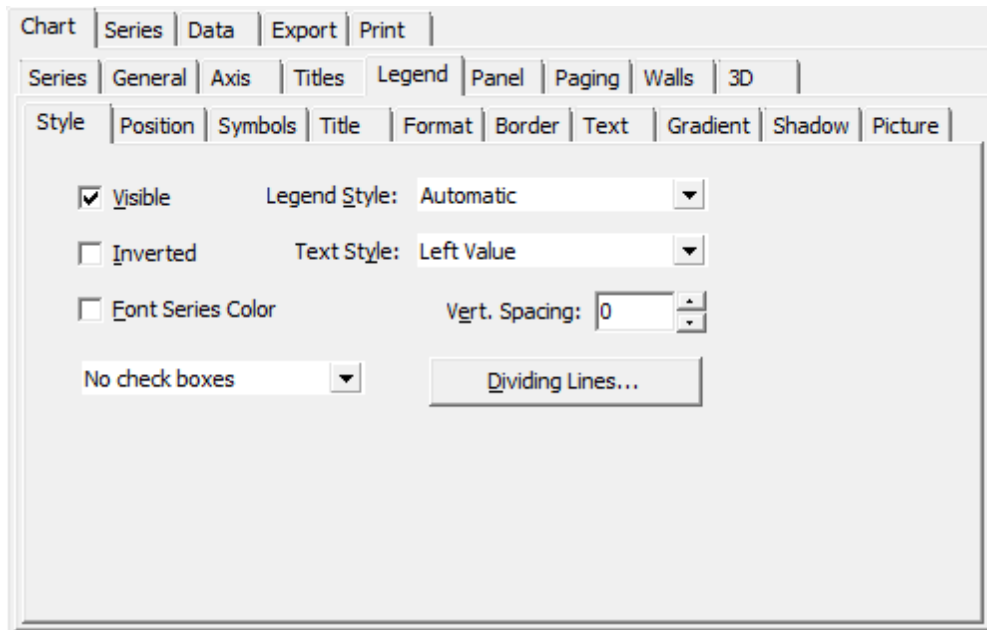 Chart Series Data Export Print
Series General Axis Titles Legend Panel Paging Walls 3D
Style Position Symbols Title Format Border Text Gradient Shadow Picture
Visible Legend Style: Automatic
Inverted Text Style: Left Value
Font Series Color Vert. Spacing: 0
No check boxes Dividing Lines...